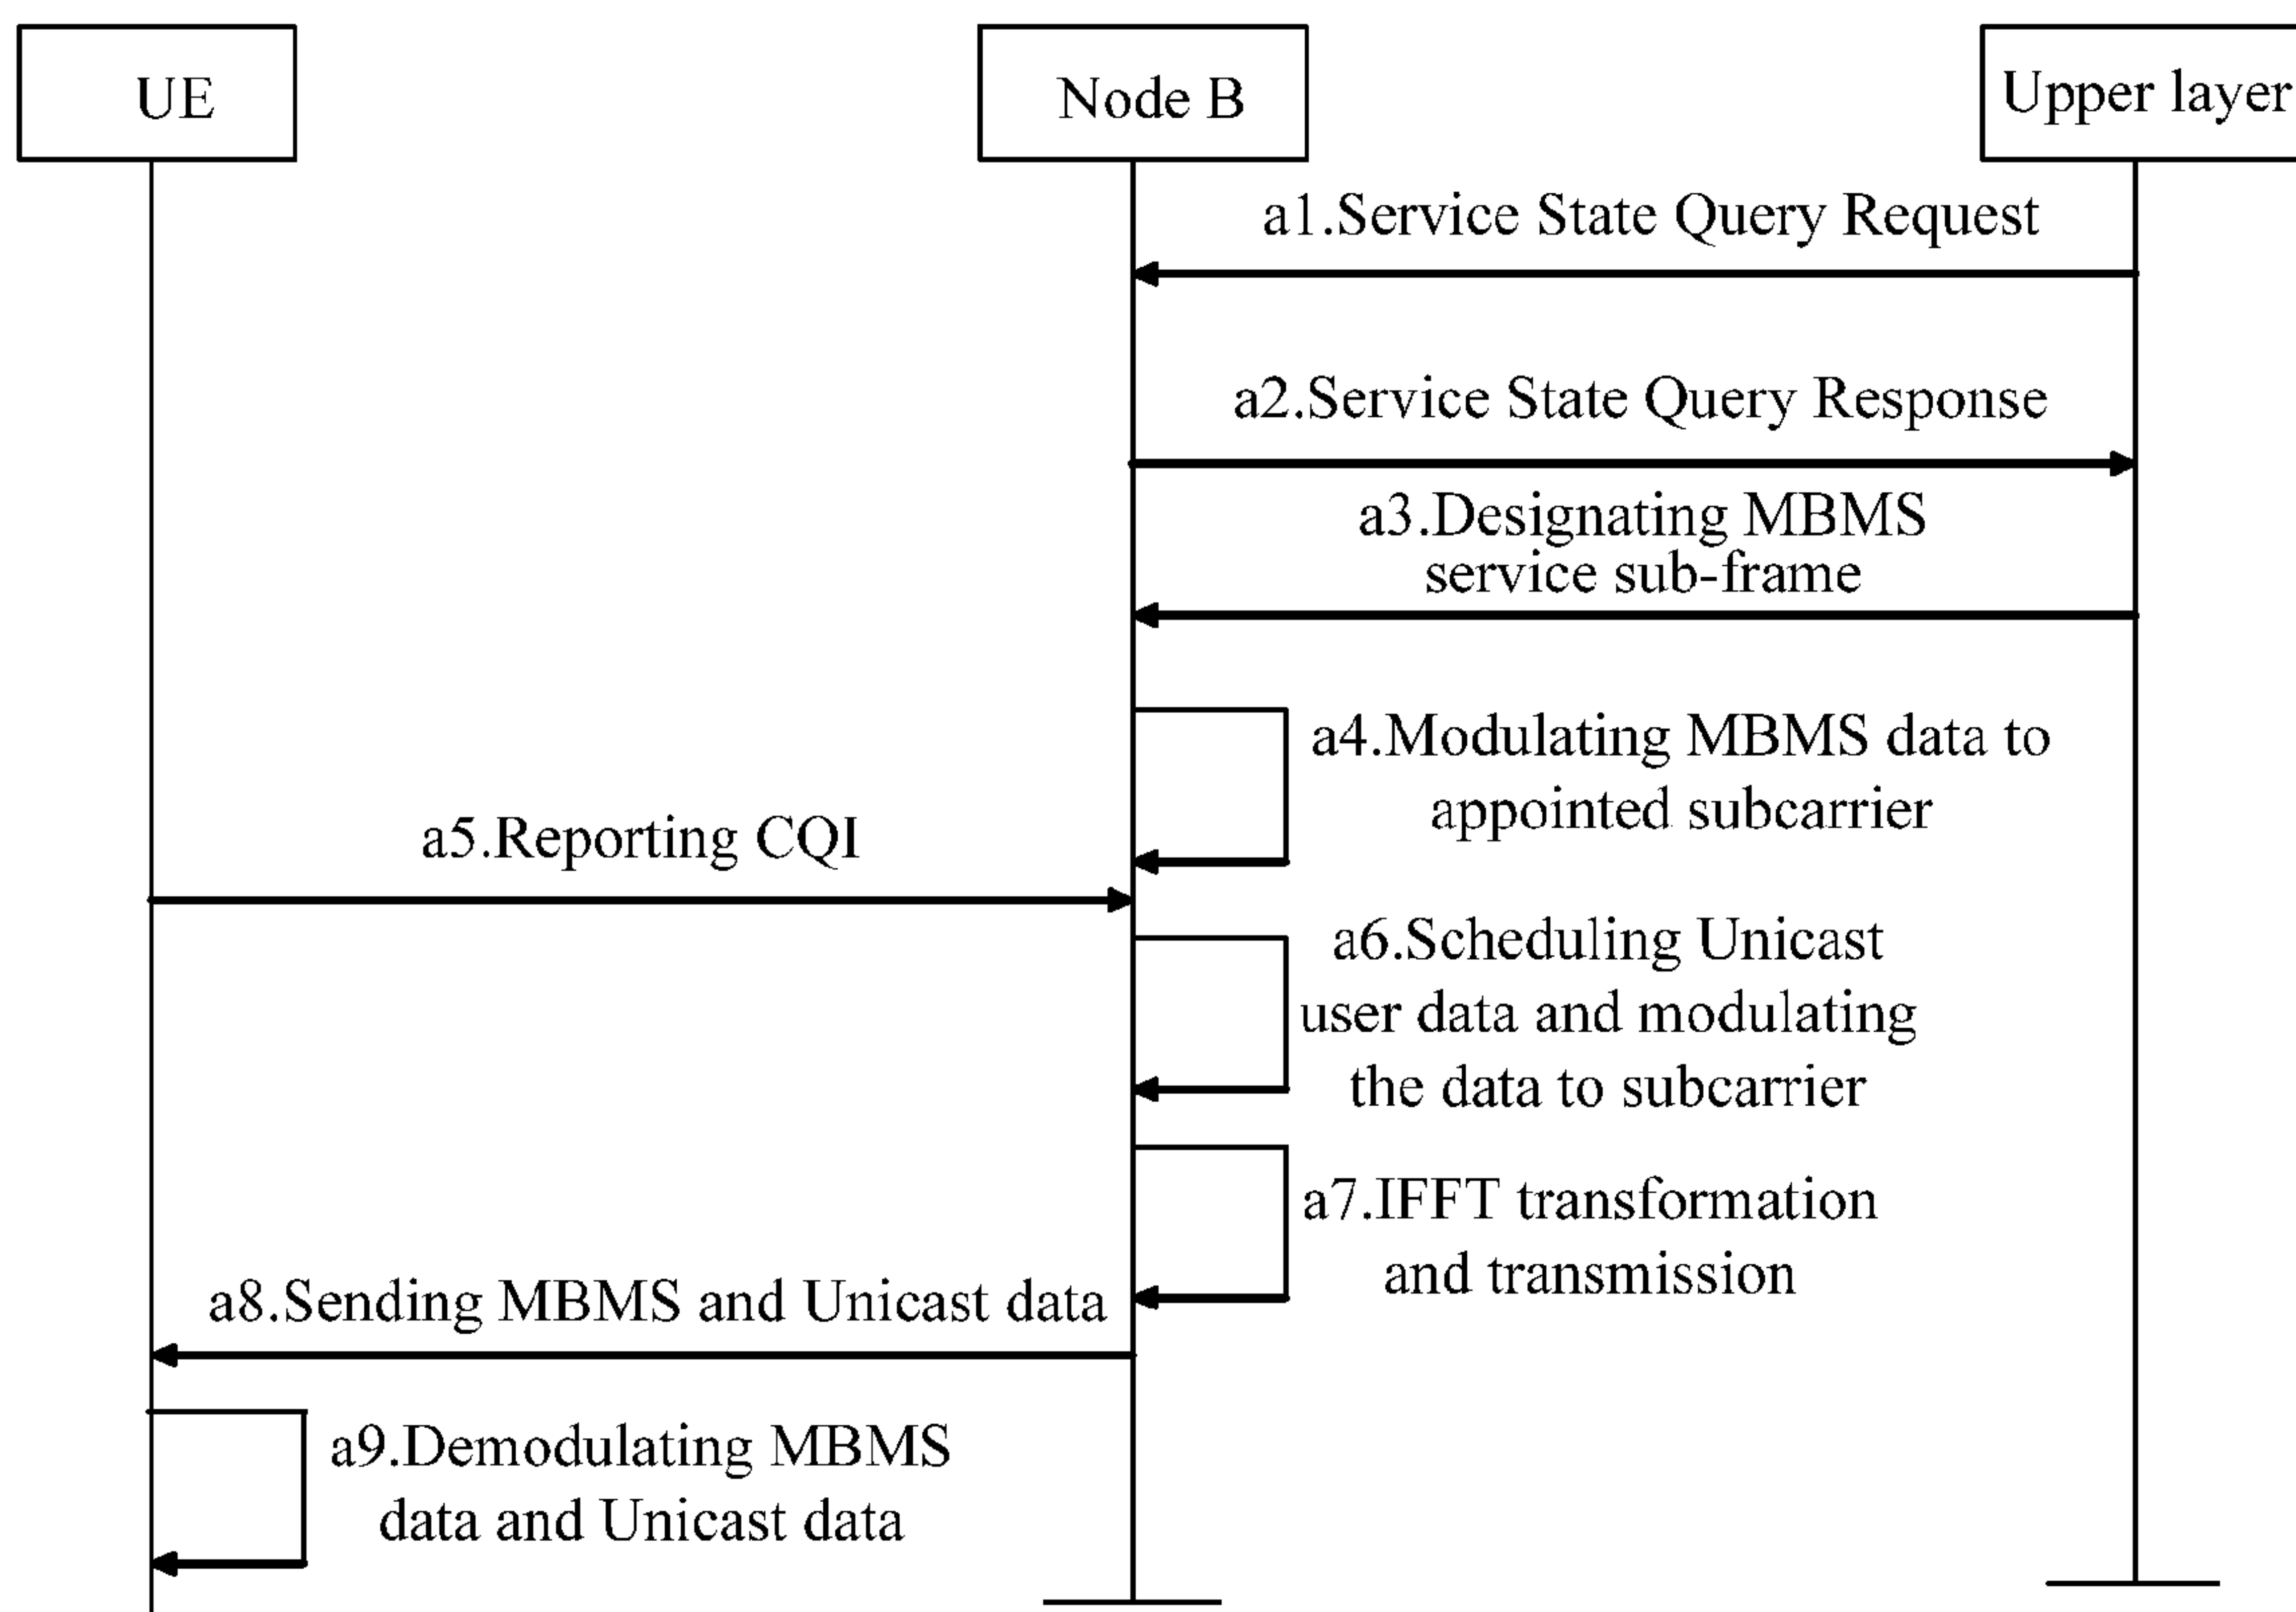 UE
Node B
Upper layer
a1.Service State Query Request
a2.Service State Query Response
a3.Designating MBMS
service sub-frame
a4.Modulating MBMS data to
appointed subcarrier
a5.Reporting CQI
a6.Scheduling Unicast
user data and modulating
the data to subcarrier
a7.IFFT transformation
and transmission
a8.Sending MBMS and Unicast data
a9.Demodulating MBMS
data and Unicast data